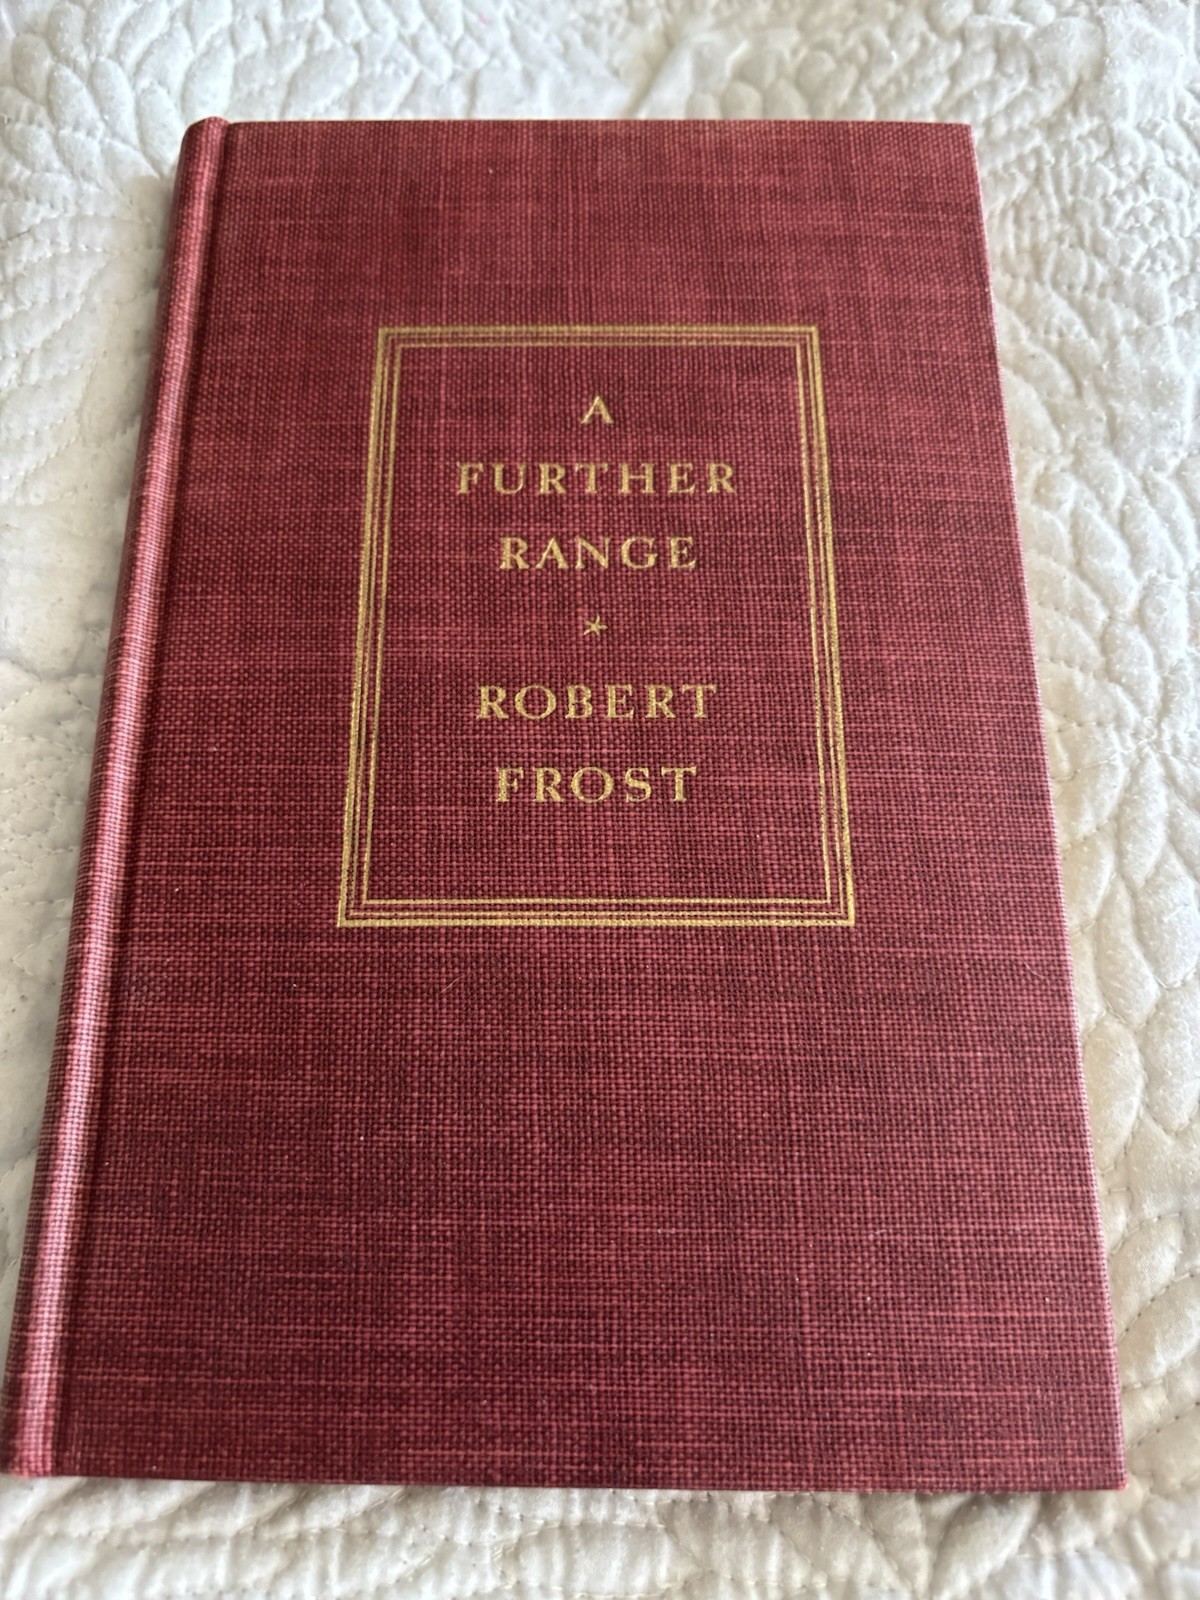 A
FURTHER
RANGE
*
ROBERT
FROST